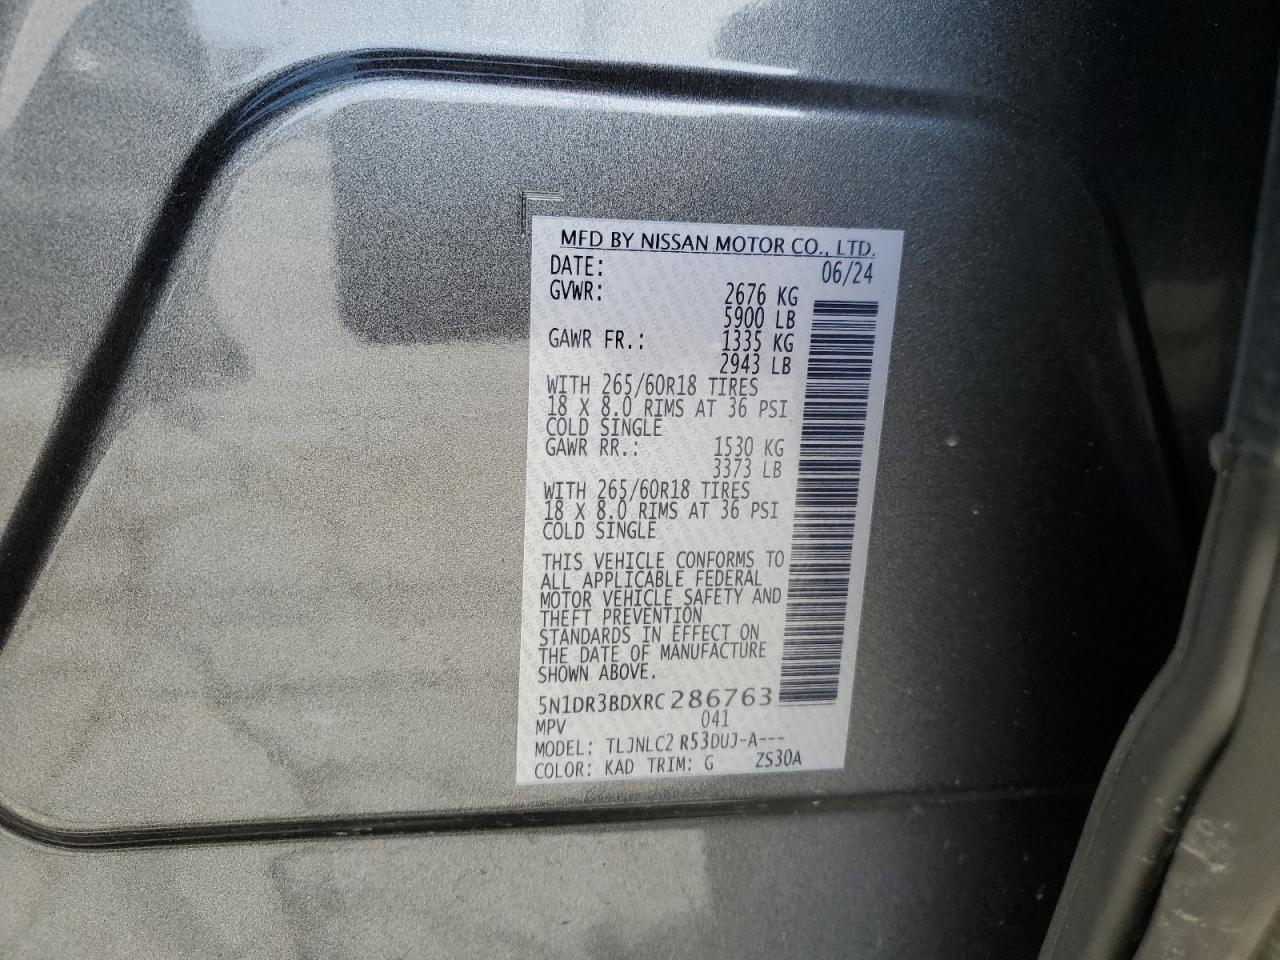 MFD BY NISSAN MOTOR CO., LTD.
DATE: 06/24
GVWR: 2676 KG
5900 LB
GAWR FR.: 1335 KG
2943 LB
WITH 265/60R18 TIRES
18 X 8.0 RIMS AT 36 PSI
COLD SINGLE
GAWR RR.: 1530 KG
3373 LB
WITH 265/60R18 TIRES
18 X 8.0 RIMS AT 36 PSI
COLD SINGLE
THIS VEHICLE CONFORMS TO
ALL APPLICABLE FEDERAL
MOTOR VEHICLE SAFETY AND
THEFT PREVENTION
STANDARDS IN EFFECT ON
THE DATE OF MANUFACTURE
SHOWN ABOVE.
5N1DR3BDXRC286763
MPV 041
MODEL: TLJNLC2 R53DUJ-A---
COLOR: KAD TRIM: G ZS30A